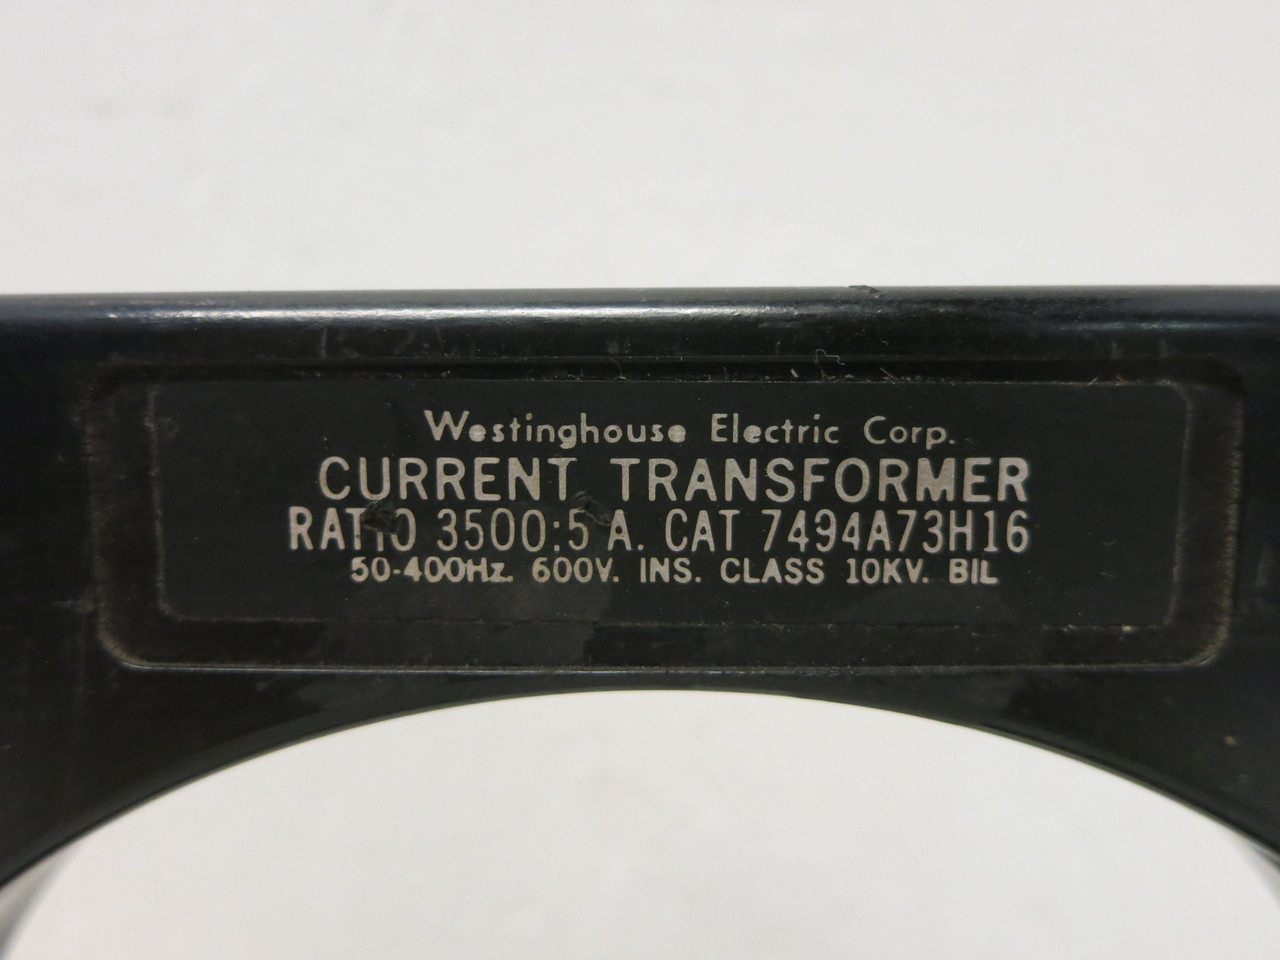 Westinghouse Electric Corp.
CURRENT TRANSFORMER
RATIO 3500:5 A. CAT 7494A73H16
50-400Hz. 600V. INS. CLASS 10KV. BIL